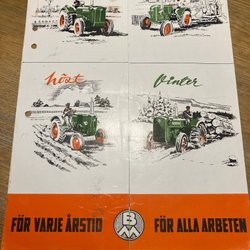 höst
vinter
FÖR VARJE ÅRSTID
BM
FÖR ALLA ARBETEN